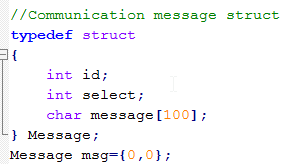 //Communication message struct
typedef struct
{
    int id;
    int select;
    char message[100];
} Message;
Message msg={0,0};